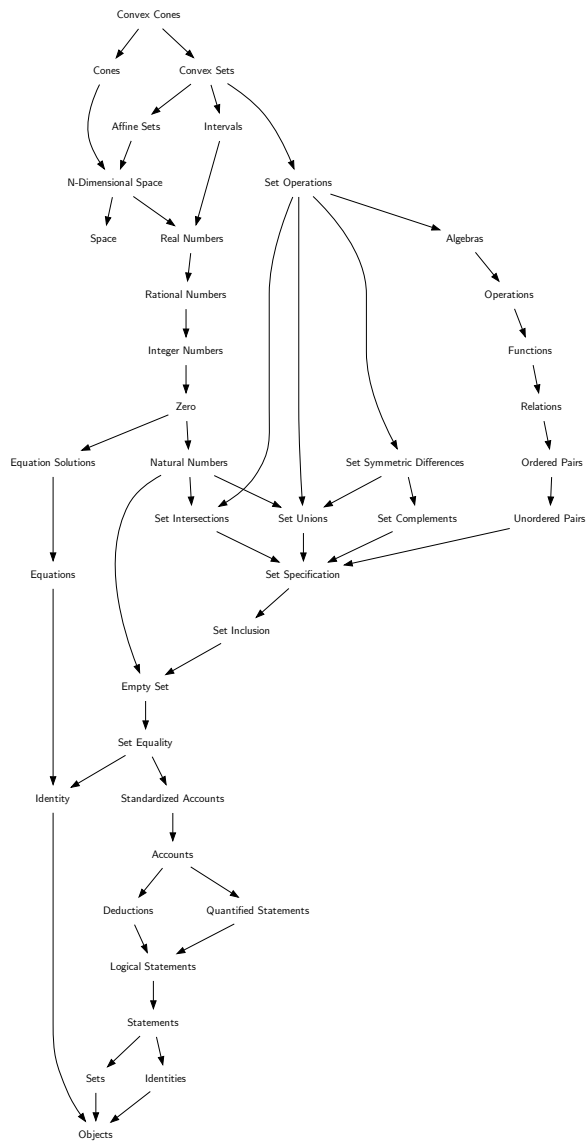 Convex Cones
Cones
Convex Sets
Affine Sets
Intervals
N-Dimensional Space
Set Operations
Space
Real Numbers
Algebras
Rational Numbers
Operations
Integer Numbers
Functions
Zero
Relations
Equation Solutions
Natural Numbers
Set Symmetric Differences
Ordered Pairs
Set Intersections
Set Unions
Set Complements
Unordered Pairs
Equations
Set Specification
Set Inclusion
Empty Set
Set Equality
Identity
Standardized Accounts
Accounts
Deductions
Quantified Statements
Logical Statements
Statements
Sets
Identities
Objects